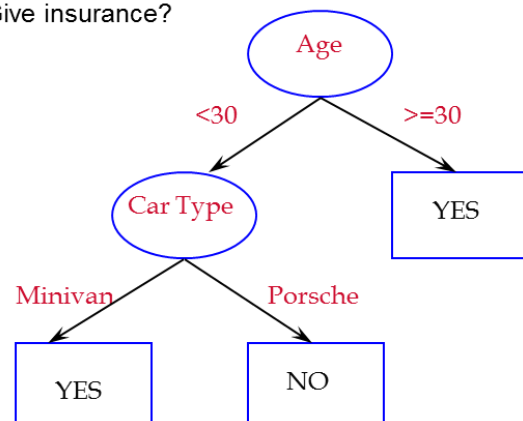 Give insurance?
Age
<30
>=30
Car Type
YES
Minivan
Porsche
YES
NO